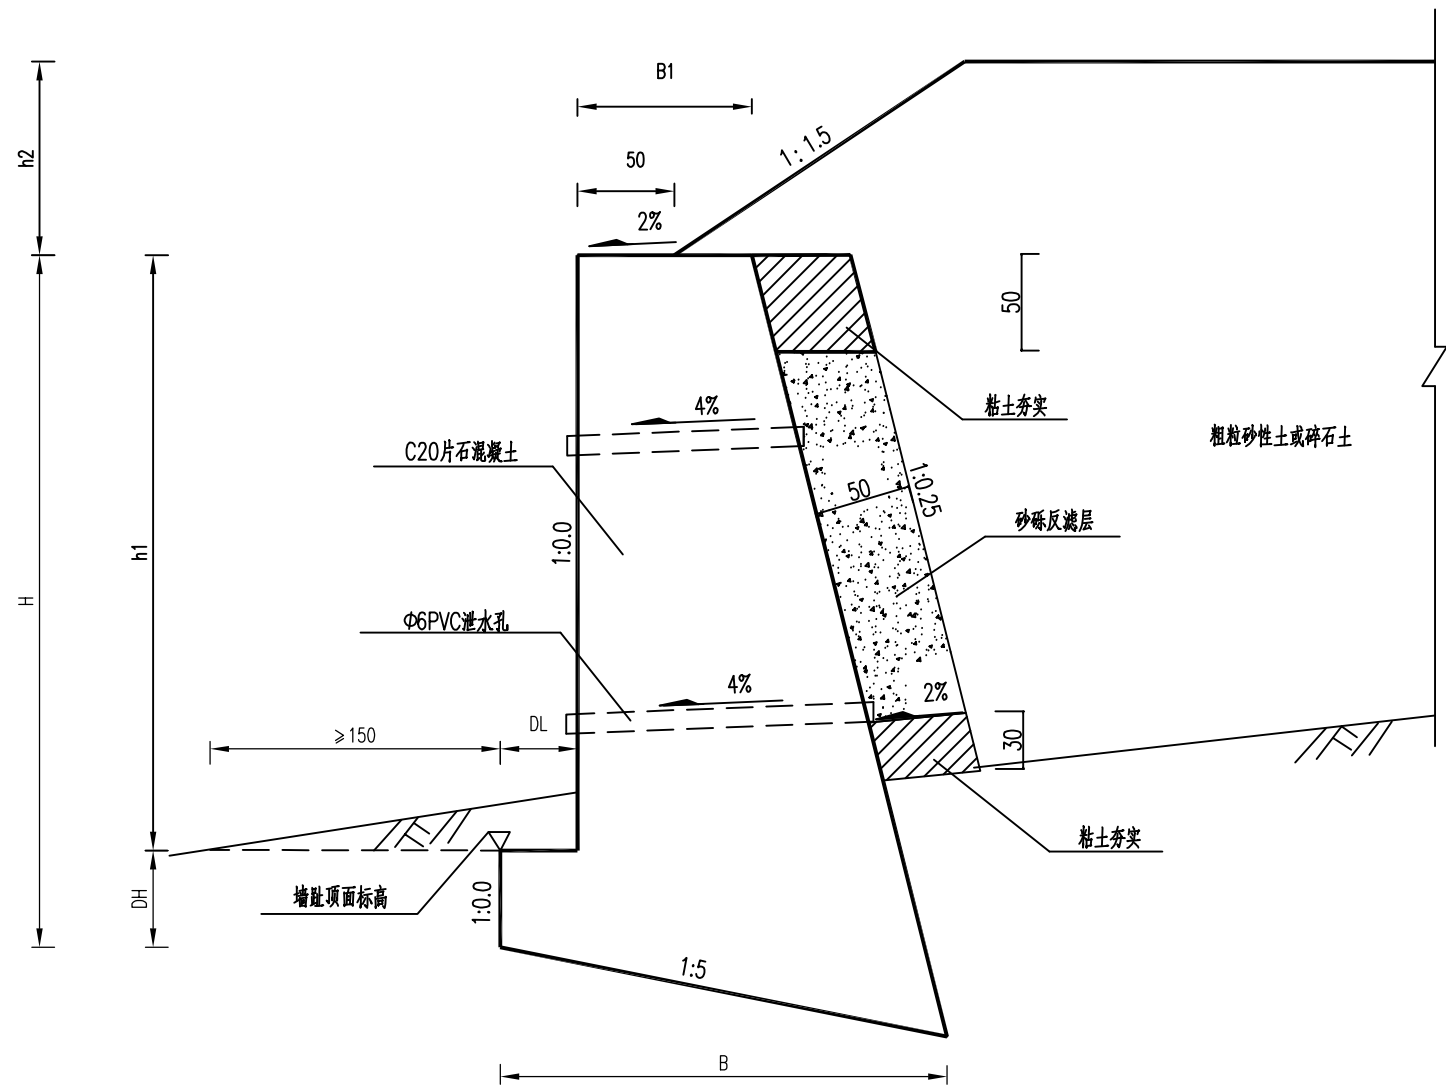 B1
h2
1:1.5
50
2%
50
粘土夯实
4%
粗粒砂性土或碎石土
C20片石混凝土
50
1:0.25
砂砾反滤层
h1
1:0.0
H
Φ6PVC泄水孔
4%
2%
DL
≥150
30
粘土夯实
墙趾顶面标高
DH
1:0.0
1:5
B